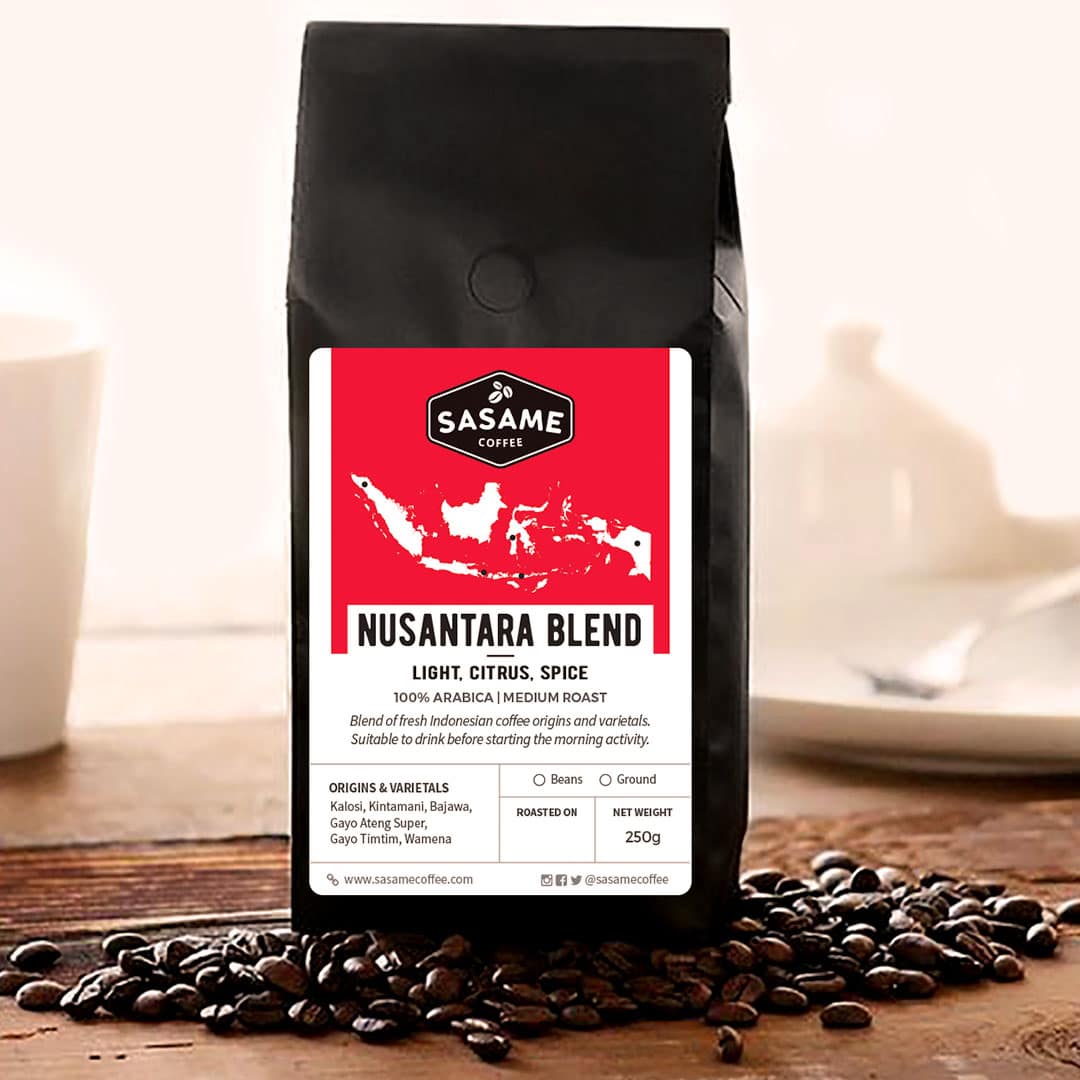 SASAME
COFFEE
NUSANTARA BLEND
LIGHT, CITRUS, SPICE
100% ARABICA | MEDIUM ROAST
Blend of fresh Indonesian coffee origins and varietals.
Suitable to drink before starting the morning activity.
ORIGINS & VARIETALS
Kalosi, Kintamani, Bajawa,
Gayo Ateng Super,
Gayo Timtim, Wamena
Beans Ground
ROASTED ON
NET WEIGHT
250g
www.sasamecoffee.com
@sasamecoffee